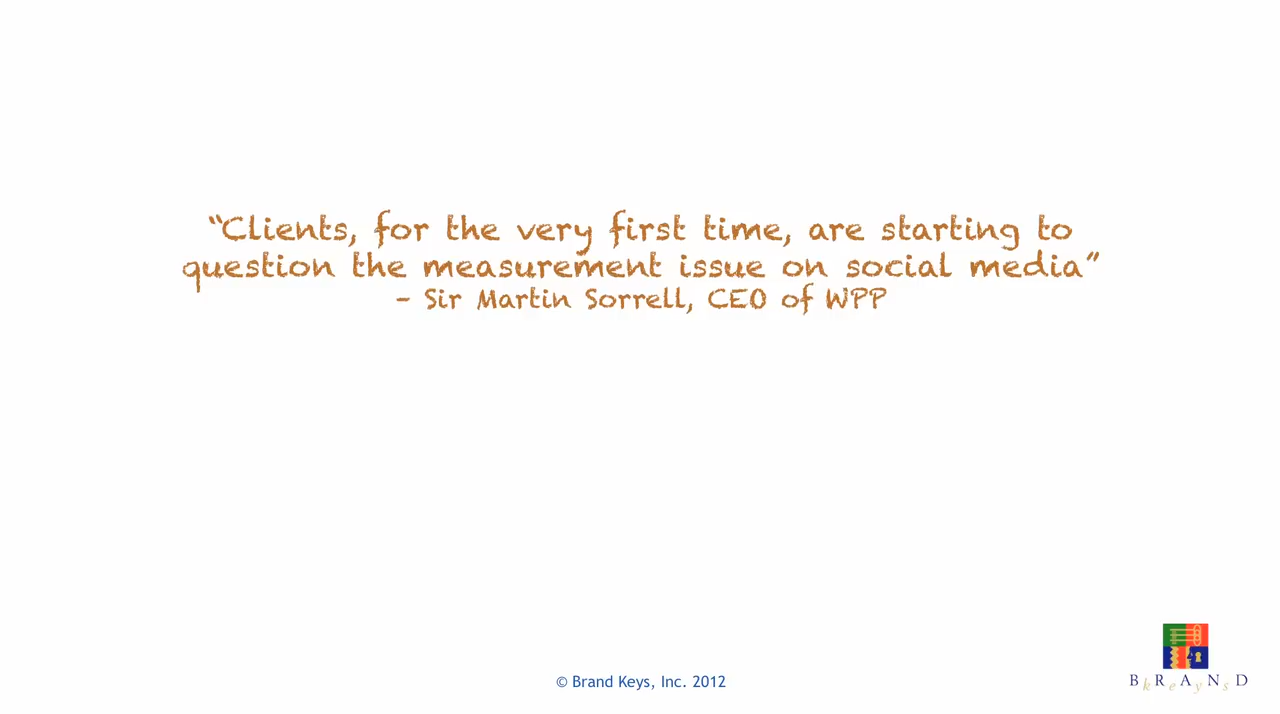 “Clients, for the very first time, are starting to
question the measurement issue on social media”
– Sir Martin Sorrell, CEO of WPP
© Brand Keys, Inc. 2012
BkReAyNsD